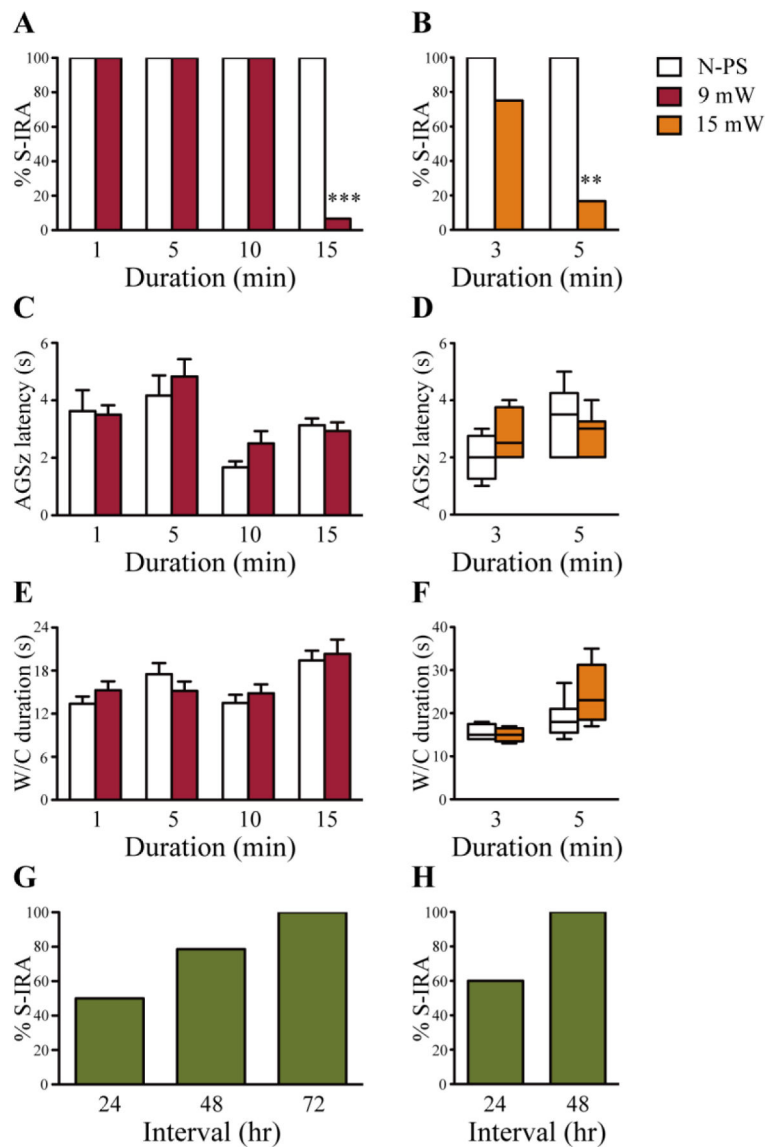 A
% S-IRA
100
80
60
40
20
0
***
1 5 10 15
Duration (min)
B
% S-IRA
100
80
60
40
20
0
**
3 5
Duration (min)
N-PS
9 mW
15 mW
C
AGSz latency (s)
6
4
2
0
1 5 10 15
Duration (min)
D
AGSz latency (s)
6
4
2
0
3 5
Duration (min)
E
W/C duration (s)
24
18
12
6
0
1 5 10 15
Duration (min)
F
W/C duration (s)
40
30
20
10
0
3 5
Duration (min)
G
% S-IRA
100
80
60
40
20
0
24 48 72
Interval (hr)
H
% S-IRA
100
80
60
40
20
0
24 48
Interval (hr)